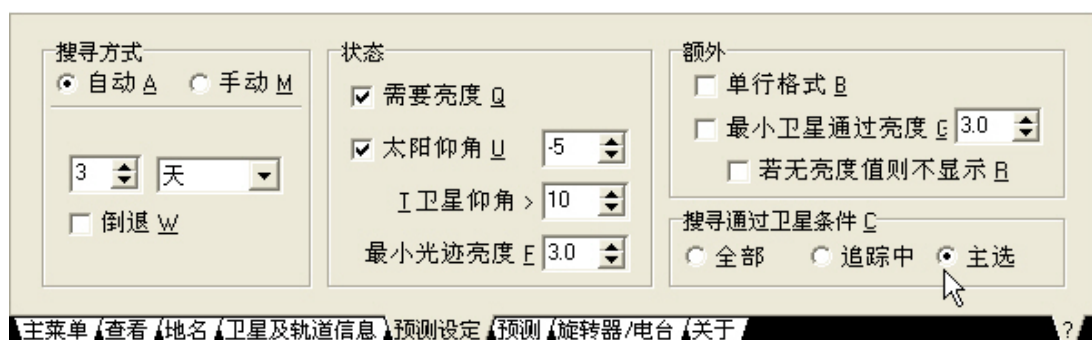 搜寻方式
自动 A 手动 M
3 天
倒退 W
状态
需要亮度 Q
太阳仰角 U -5
I 卫星仰角 > 10
最小光迹亮度 F 3.0
额外
单行格式 B
最小卫星通过亮度 G 3.0
若无亮度值则不显示 R
搜寻通过卫星条件 C
全部 追踪中 主选
主菜单 查看 地名 卫星及轨道信息 预测设定 预测 旋转器/电台 关于 ?